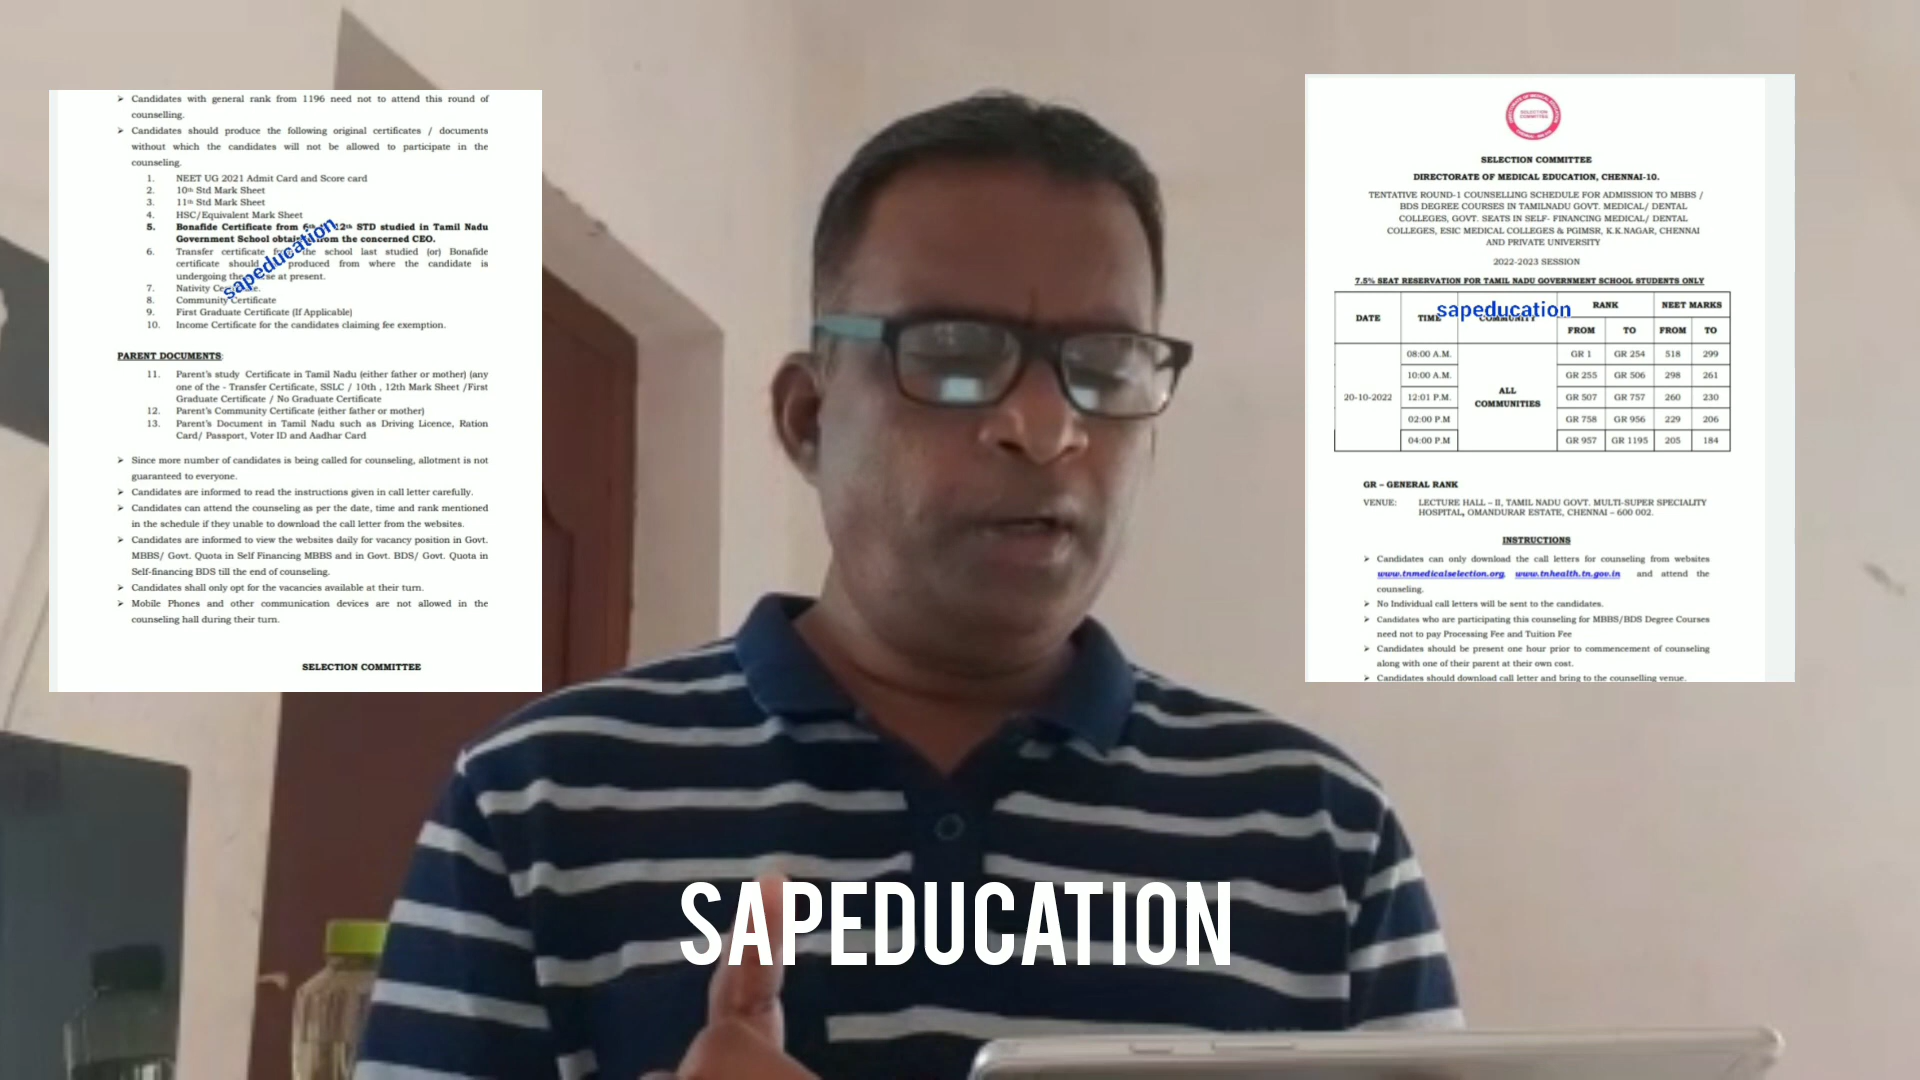 ➢ Candidates with general rank from 1196 need not to attend this round of
counselling.
➢ Candidates should produce the following original certificates / documents
without which the candidates will not be allowed to participate in the
counseling.
1. NEET UG 2021 Admit Card and Score card
2. 10th Std Mark Sheet
3. 11th Std Mark Sheet
4. HSC/Equivalent Mark Sheet
5. Bonafide Certificate from 6th 12th STD studied in Tamil Nadu
Government School from the concerned CEO.
6. Transfer certificate the school last studied (or) Bonafide
certificate should produced from where the candidate is
undergoing the at present.
7. Nativity
8. Community Certificate
9. First Graduate Certificate (If Applicable)
10. Income Certificate for the candidates claiming fee exemption.
sapeducation
PARENT DOCUMENTS:
11. Parent's study Certificate in Tamil Nadu (either father or mother) (any
one of the - Transfer Certificate, SSLC / 10th , 12th Mark Sheet /First
Graduate Certificate / No Graduate Certificate
12. Parent's Community Certificate (either father or mother)
13. Parent's Document in Tamil Nadu such as Driving Licence, Ration
Card/ Passport, Voter ID and Aadhar Card
➢ Since more number of candidates is being called for counseling, allotment is not
guaranteed to everyone.
➢ Candidates are informed to read the instructions given in call letter carefully.
➢ Candidates can attend the counseling as per the date, time and rank mentioned
in the schedule if they unable to download the call letter from the websites.
➢ Candidates are informed to view the websites daily for vacancy position in Govt.
MBBS/ Govt. Quota in Self Financing MBBS and in Govt. BDS/ Govt. Quota in
Self-financing BDS till the end of counseling.
➢ Candidates shall only opt for the vacancies available at their turn.
➢ Mobile Phones and other communication devices are not allowed in the
counseling hall during their turn.
SELECTION COMMITTEE
SELECTION COMMITTEE
SELECTION COMMITTEE
DIRECTORATE OF MEDICAL EDUCATION, CHENNAI-10.
TENTATIVE ROUND-1 COUNSELLING SCHEDULE FOR ADMISSION TO MBBS /
BDS DEGREE COURSES IN TAMILNADU GOVT. MEDICAL/ DENTAL
COLLEGES, GOVT. SEATS IN SELF- FINANCING MEDICAL/ DENTAL
COLLEGES, ESIC MEDICAL COLLEGES & PGIMSR, K.K.NAGAR, CHENNAI
AND PRIVATE UNIVERSITY
2022-2023 SESSION
7.5% SEAT RESERVATION FOR TAMIL NADU GOVERNMENT SCHOOL STUDENTS ONLY
DATE TIME COMMUNITY RANK NEET MARKS
sapeducation
FROM TO FROM TO
08:00 A.M. GR 1 GR 254 518 299
10:00 A.M. GR 255 GR 506 298 261
20-10-2022 12:01 P.M. ALL COMMUNITIES GR 507 GR 757 260 230
02:00 P.M GR 758 GR 956 229 206
04:00 P.M GR 957 GR 1195 205 184
GR – GENERAL RANK
VENUE: LECTURE HALL – II, TAMIL NADU GOVT. MULTI-SUPER SPECIALITY
HOSPITAL, OMANDURAR ESTATE, CHENNAI – 600 002.
INSTRUCTIONS
➢ Candidates can only download the call letters for counseling from websites
www.tnmedicalselection.org, www.tnhealth.tn.gov.in and attend the
counseling.
➢ No Individual call letters will be sent to the candidates.
➢ Candidates who are participating this counseling for MBBS/BDS Degree Courses
need not to pay Processing Fee and Tuition Fee
➢ Candidates should be present one hour prior to commencement of counseling
along with one of their parent at their own cost.
➢ Candidates should download call letter and bring to the counselling venue.
SAPEDUCATION